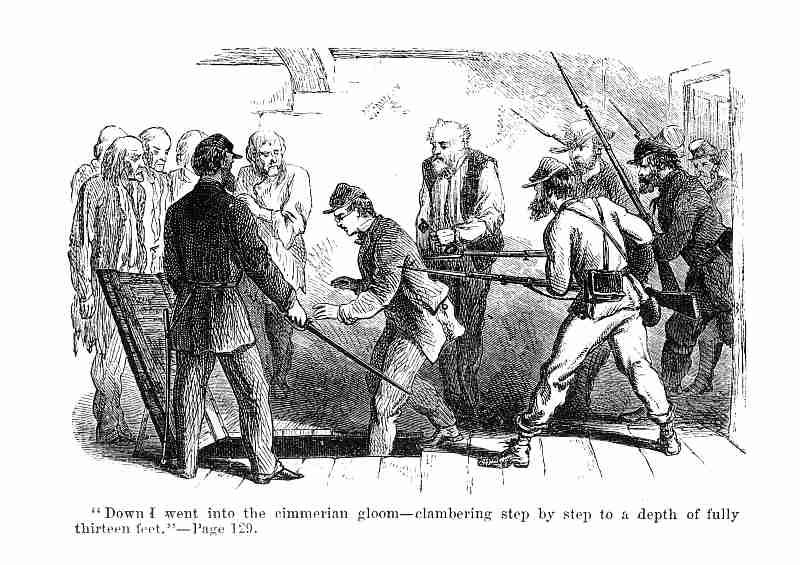 "Down I went into the cimmerian gloom—clambering step by step to a depth of fully
thirteen feet."—Page 129.